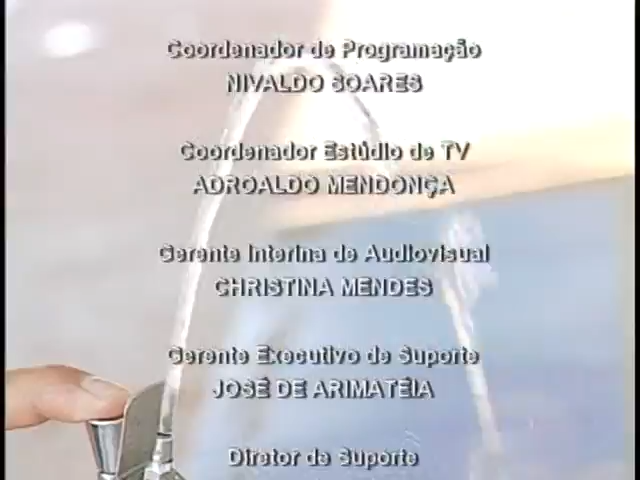 Coordenador de Programação
NIVALDO SOARES
Coordenador Estúdio de TV
ADROALDO MENDONÇA
Gerente Interina de Audiovisual
CHRISTINA MENDES
Gerente Executivo de Suporte
JOSÉ DE ARIMATÉIA
Diretor de Suporte